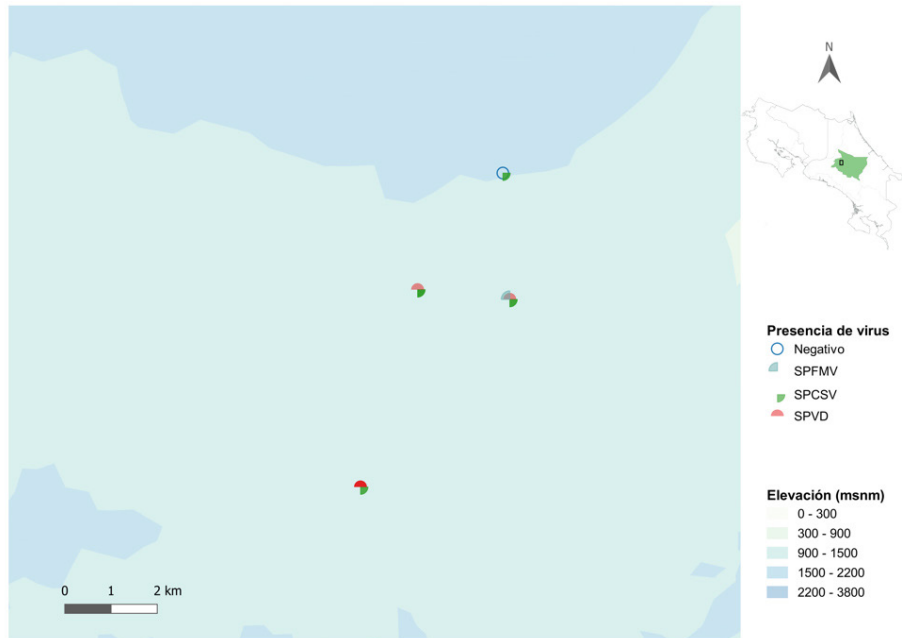 N
Presencia de virus
Negativo
SPFMV
SPCSV
SPVD
Elevación (msnm)
0 - 300
300 - 900
900 - 1500
1500 - 2200
2200 - 3800
0 1 2 km